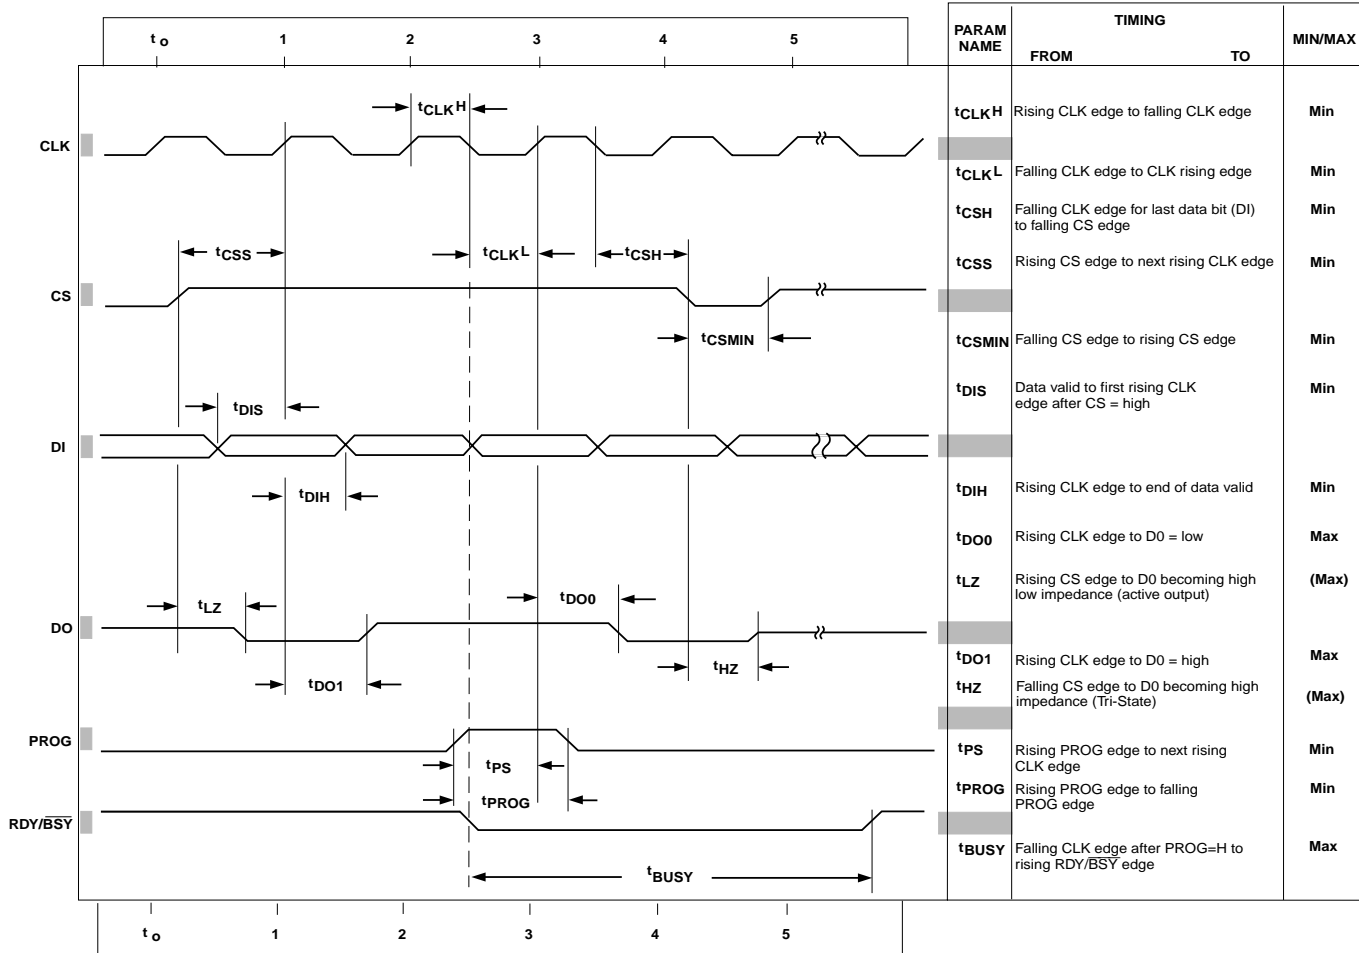 t o 1 2 3 4 5
PARAM NAME TIMING MIN/MAX
FROM TO
tCLKH
tCLKH Rising CLK edge to falling CLK edge Min
CLK
tCLKL Falling CLK edge to CLK rising edge Min
tCSH Falling CLK edge for last data bit (DI) Min
to falling CS edge
tCSS tCLKL tCSH
tCSS Rising CS edge to next rising CLK edge Min
CS
tCSMIN
tCSMIN Falling CS edge to rising CS edge Min
tDIS
tDIS Data valid to first rising CLK Min
edge after CS = high
DI
tDIH
tDIH Rising CLK edge to end of data valid Min
tDO0 Rising CLK edge to D0 = low Max
tLZ tDO0
tLZ Rising CS edge to D0 becoming high (Max)
low impedance (active output)
DO
tDO1 tHZ
tDO1 Rising CLK edge to D0 = high Max
tHZ Falling CS edge to D0 becoming high (Max)
impedance (Tri-State)
PROG
tPS
tPS Rising PROG edge to next rising Min
CLK edge
tPROG
tPROG Rising PROG edge to falling Min
PROG edge
RDY/BSY
tBUSY
tBUSY Falling CLK edge after PROG=H to Max
rising RDY/BSY edge
t o 1 2 3 4 5